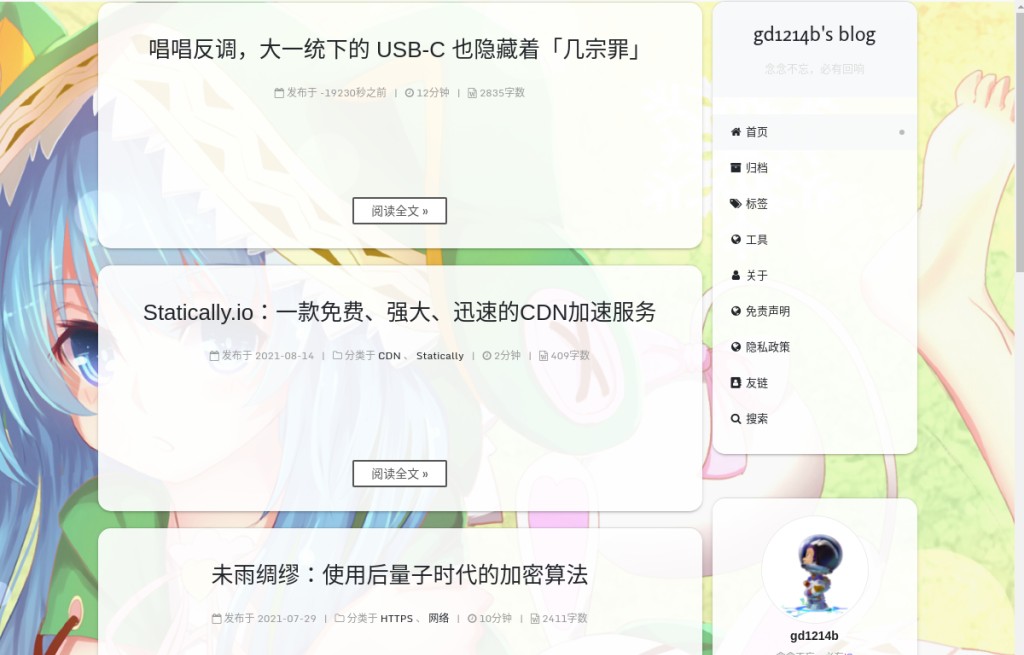 唱唱反调，大一统下的 USB-C 也隐藏着「几宗罪」
发布于 -19230秒之前 | 12分钟 | 2835字数
阅读全文 »
Statically.io：一款免费、强大、迅速的CDN加速服务
发布于 2021-08-14 | 分类于 CDN 、 Statically | 2分钟 | 409字数
阅读全文 »
未雨绸缪：使用后量子时代的加密算法
发布于 2021-07-29 | 分类于 HTTPS 、 网络 | 10分钟 | 2411字数
gd1214b's blog
念念不忘，必有回响
首页
归档
标签
工具
关于
免责声明
隐私政策
友链
搜索
gd1214b